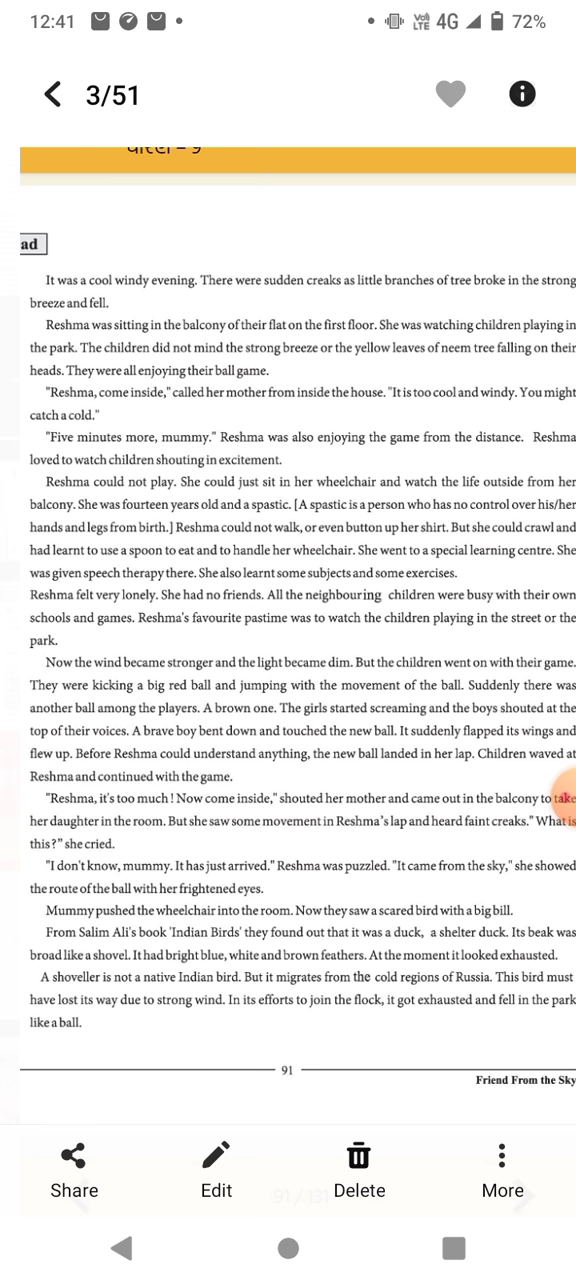 12:41
Vo)
LTE 4G 72%
3/51
ad
It was a cool windy evening. There were sudden creaks as little branches of tree broke in the strong
breeze and fell.
Reshma was sitting in the balcony of their flat on the first floor. She was watching children playing in
the park. The children did not mind the strong breeze or the yellow leaves of neem tree falling on their
heads. They were all enjoying their ball game.
"Reshma, come inside," called her mother from inside the house. "It is too cool and windy. You might
catch a cold."
"Five minutes more, mummy." Reshma was also enjoying the game from the distance. Reshma
loved to watch children shouting in excitement.
Reshma could not play. She could just sit in her wheelchair and watch the life outside from her
balcony. She was fourteen years old and a spastic. [A spastic is a person who has no control over his/her
hands and legs from birth.] Reshma could not walk, or even button up her shirt. But she could crawl and
had learnt to use a spoon to eat and to handle her wheelchair. She went to a special learning centre. She
was given speech therapy there. She also learnt some subjects and some exercises.
Reshma felt very lonely. She had no friends. All the neighbouring children were busy with their own
schools and games. Reshma's favourite pastime was to watch the children playing in the street or the
park.
Now the wind became stronger and the light became dim. But the children went on with their game.
They were kicking a big red ball and jumping with the movement of the ball. Suddenly there was
another ball among the players. A brown one. The girls started screaming and the boys shouted at the
top of their voices. A brave boy bent down and touched the new ball. It suddenly flapped its wings and
flew up. Before Reshma could understand anything, the new ball landed in her lap. Children waved at
Reshma and continued with the game.
"Reshma, it's too much! Now come inside," shouted her mother and came out in the balcony to take
her daughter in the room. But she saw some movement in Reshma's lap and heard faint creaks." What is
this?" she cried.
"I don't know, mummy. It has just arrived." Reshma was puzzled. "It came from the sky," she showed
the route of the ball with her frightened eyes.
Mummy pushed the wheelchair into the room. Now they saw a scared bird with a big bill.
From Salim Ali's book 'Indian Birds' they found out that it was a duck, a shelter duck. Its beak was
broad like a shovel. It had bright blue, white and brown feathers. At the moment it looked exhausted.
A shoveller is not a native Indian bird. But it migrates from the cold regions of Russia. This bird must
have lost its way due to strong wind. In its efforts to join the flock, it got exhausted and fell in the park
like a ball.
91
Friend From the Sky
Share Edit Delete More